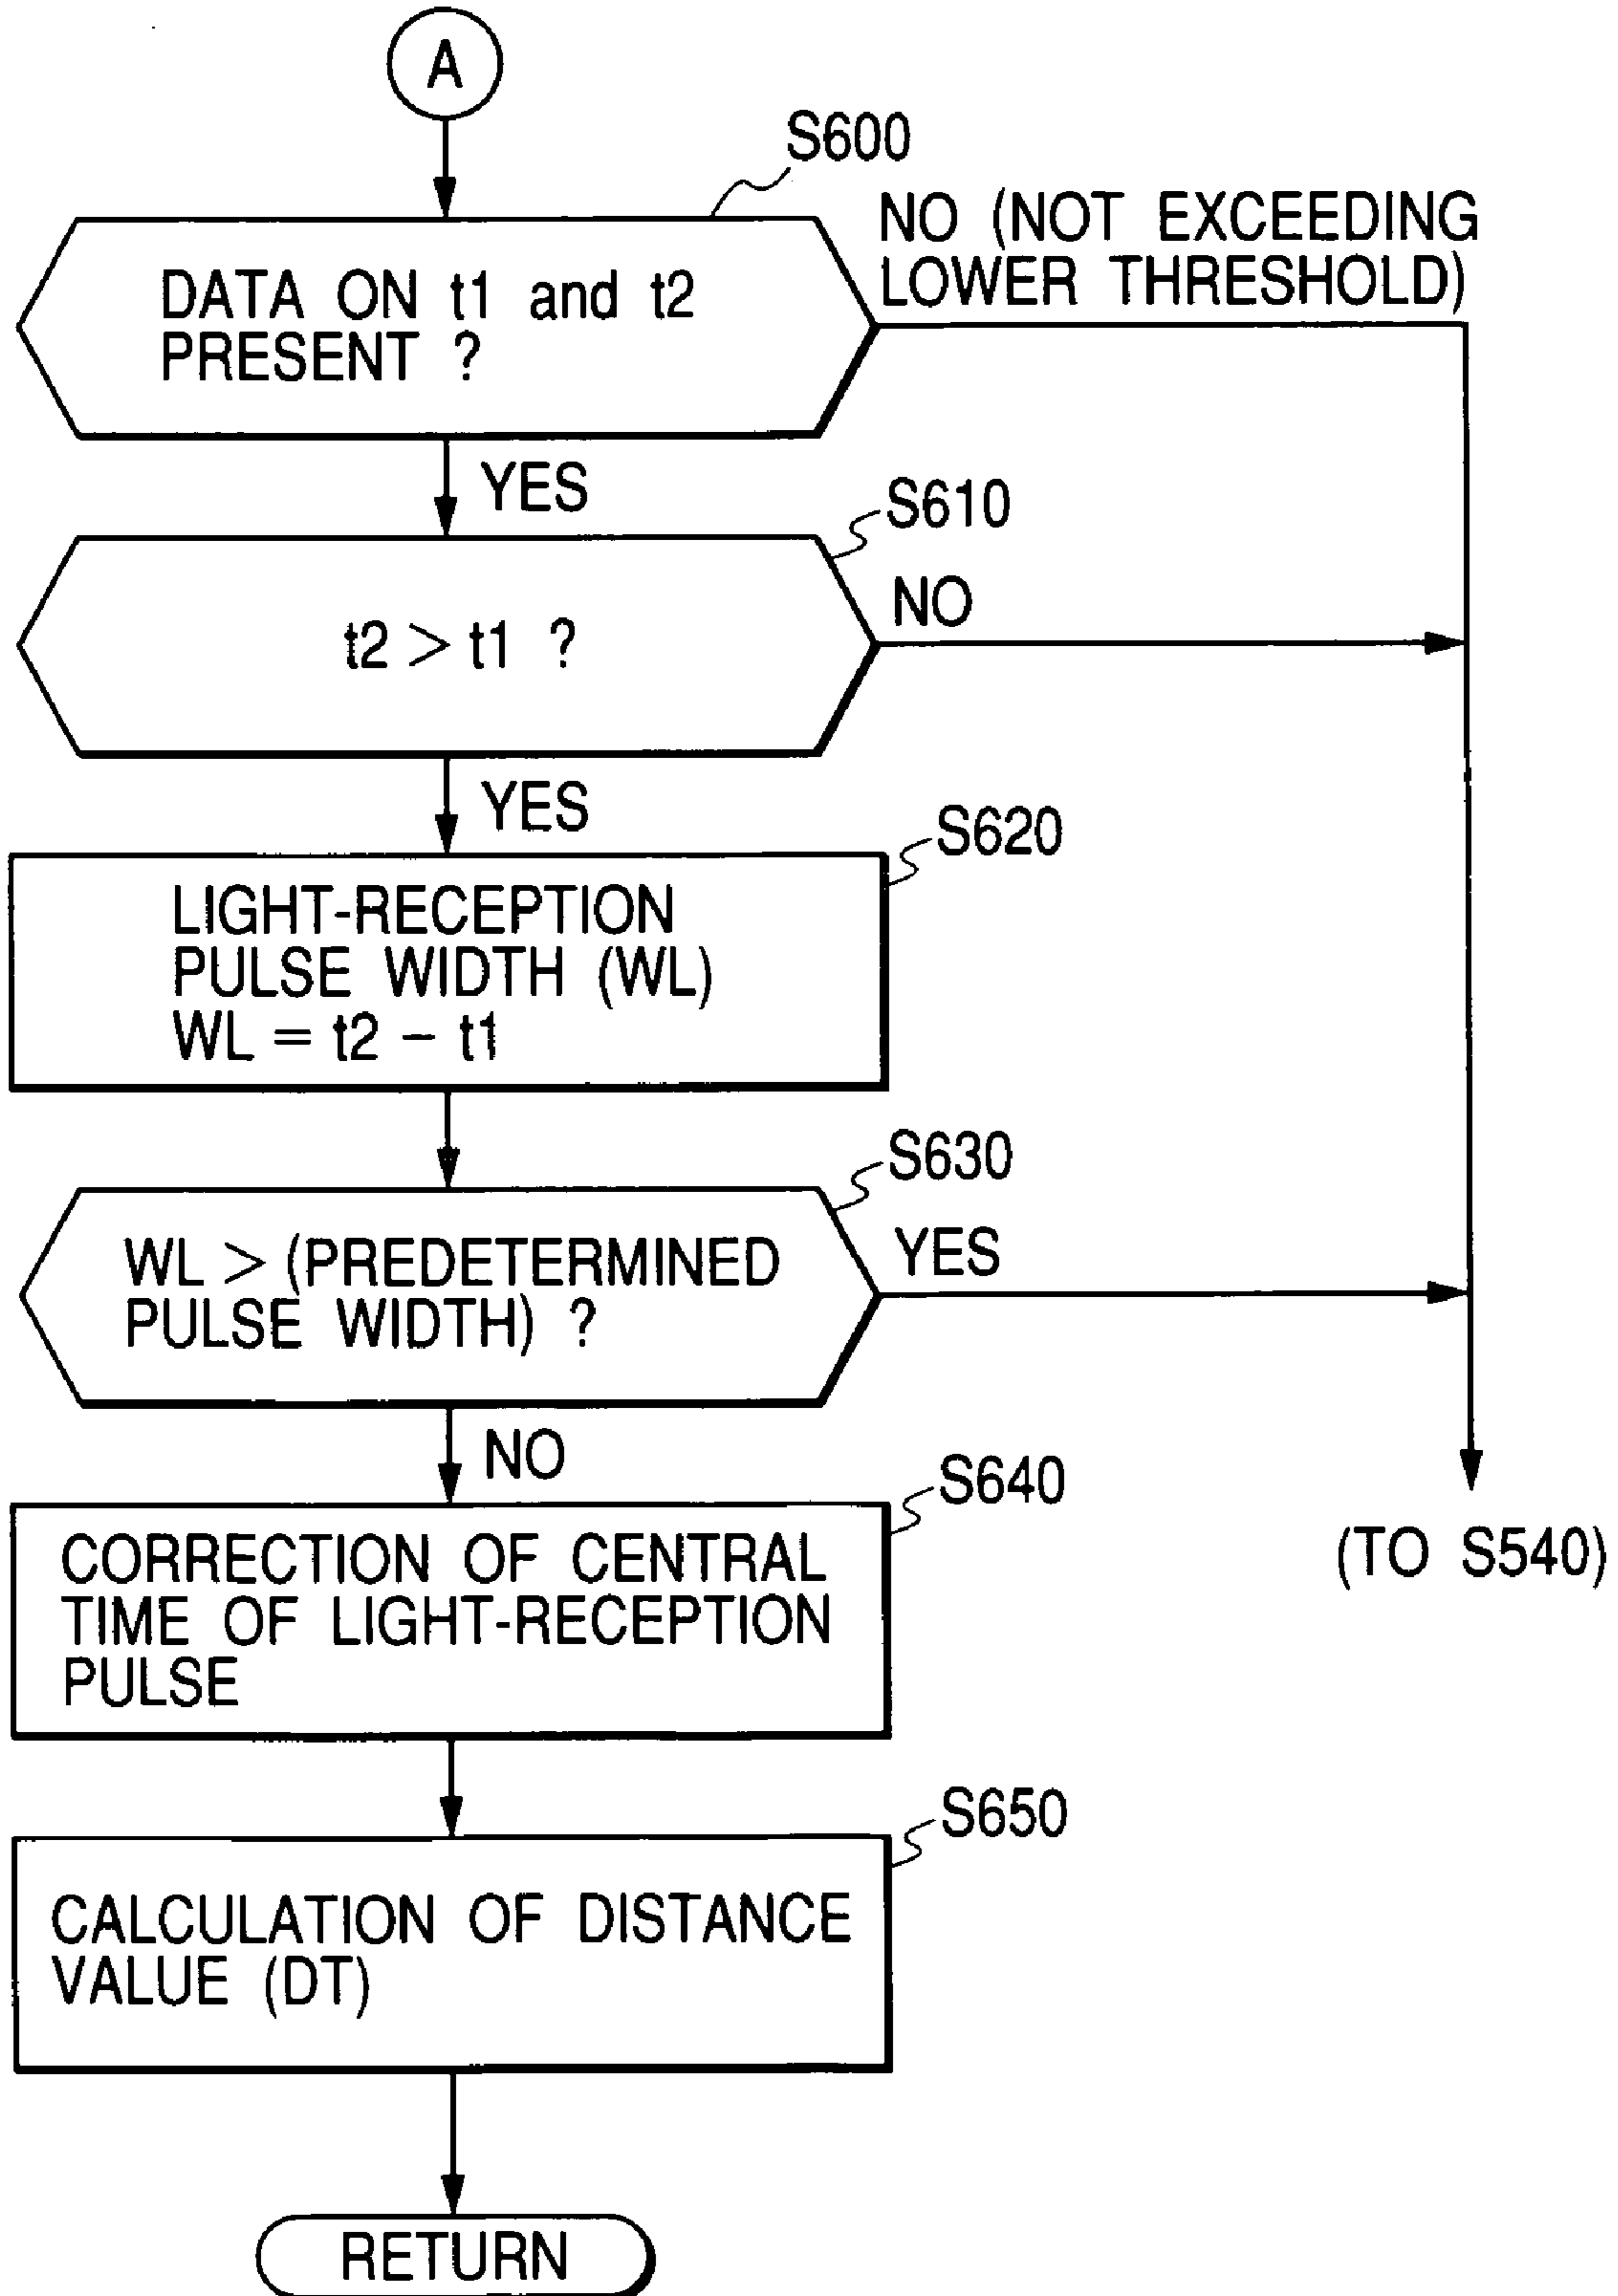 A
S600
NO (NOT EXCEEDING
LOWER THRESHOLD)
DATA ON t1 and t2
PRESENT ?
YES
S610
NO
t2 > t1 ?
YES
S620
LIGHT-RECEPTION
PULSE WIDTH (WL)
WL = t2 – t1
S630
YES
WL > (PREDETERMINED
PULSE WIDTH) ?
NO
S640
CORRECTION OF CENTRAL
TIME OF LIGHT-RECEPTION
PULSE
(TO S540)
S650
CALCULATION OF DISTANCE
VALUE (DT)
RETURN